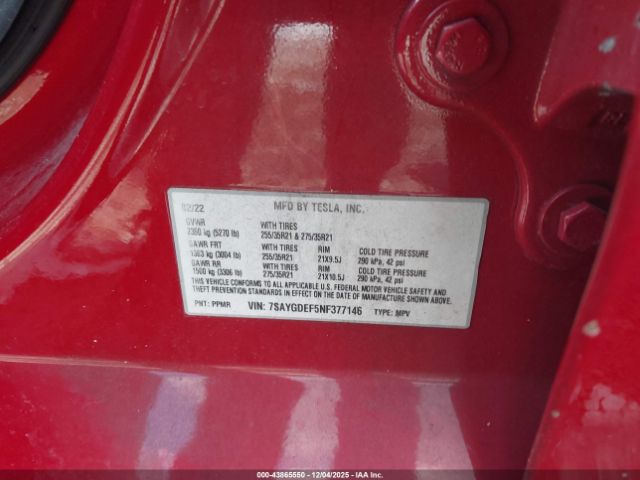 02/22 MFD BY TESLA, INC.
GVWR WITH TIRES
2390 kg (5270 lb) 255/35R21 & 275/35R21
GAWR FRT WITH TIRES RIM COLD TIRE PRESSURE
1363 kg (3004 lb) 255/35R21 21X9.5J 290 kPa, 42 psi
GAWR RR WITH TIRES RIM COLD TIRE PRESSURE
1500 kg (3306 lb) 275/35R21 21X10.5J 290 kPa, 42 psi
THIS VEHICLE CONFORMS TO ALL APPLICABLE U.S. FEDERAL MOTOR VEHICLE SAFETY AND
THEFT PREVENTION STANDARDS IN EFFECT ON THE DATE OF MANUFACTURE SHOWN ABOVE.
PNT: PPMR VIN: 7SAYGDEF5NF377146 TYPE: MPV
000-43865550 | 12/04/2025 | IAA Inc.